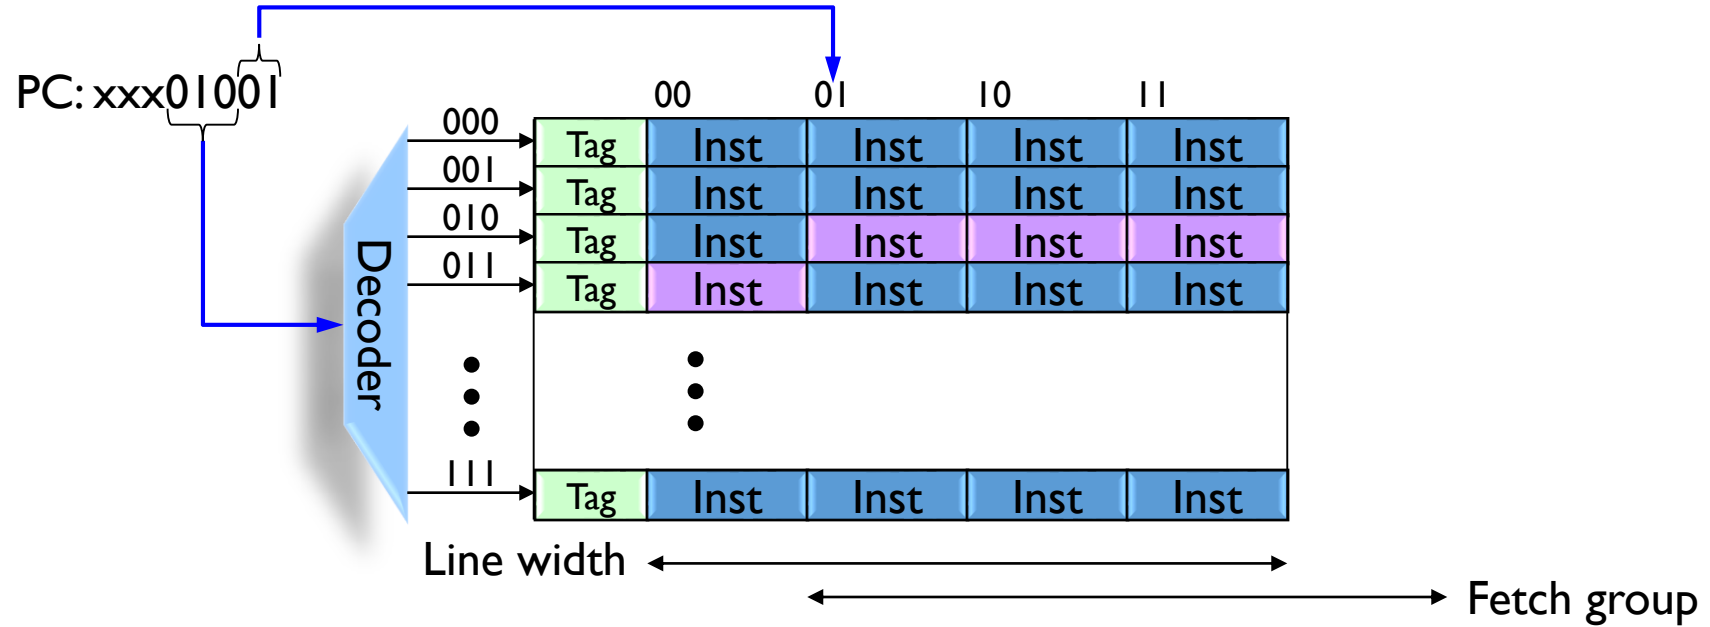 PC: xxx01001
00 01 10 11
000 Tag Inst Inst Inst Inst
001 Tag Inst Inst Inst Inst
010 Tag Inst Inst Inst Inst
011 Tag Inst Inst Inst Inst
Decoder
111 Tag Inst Inst Inst Inst
Line width
Fetch group